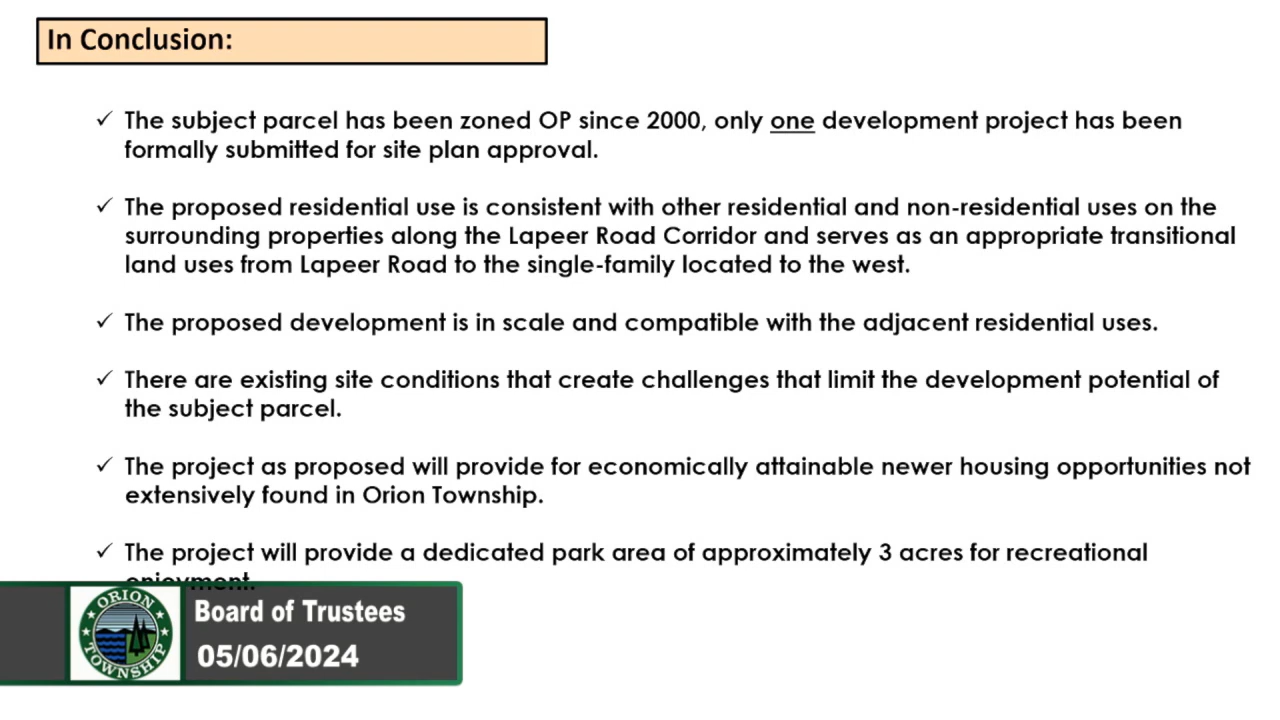 In Conclusion:
✓ The subject parcel has been zoned OP since 2000, only one development project has been
formally submitted for site plan approval.
✓ The proposed residential use is consistent with other residential and non-residential uses on the
surrounding properties along the Lapeer Road Corridor and serves as an appropriate transitional
land uses from Lapeer Road to the single-family located to the west.
✓ The proposed development is in scale and compatible with the adjacent residential uses.
✓ There are existing site conditions that create challenges that limit the development potential of
the subject parcel.
✓ The project as proposed will provide for economically attainable newer housing opportunities not
extensively found in Orion Township.
✓ The project will provide a dedicated park area of approximately 3 acres for recreational
enjoyment.
ORION
TOWNSHIP
Board of Trustees
05/06/2024